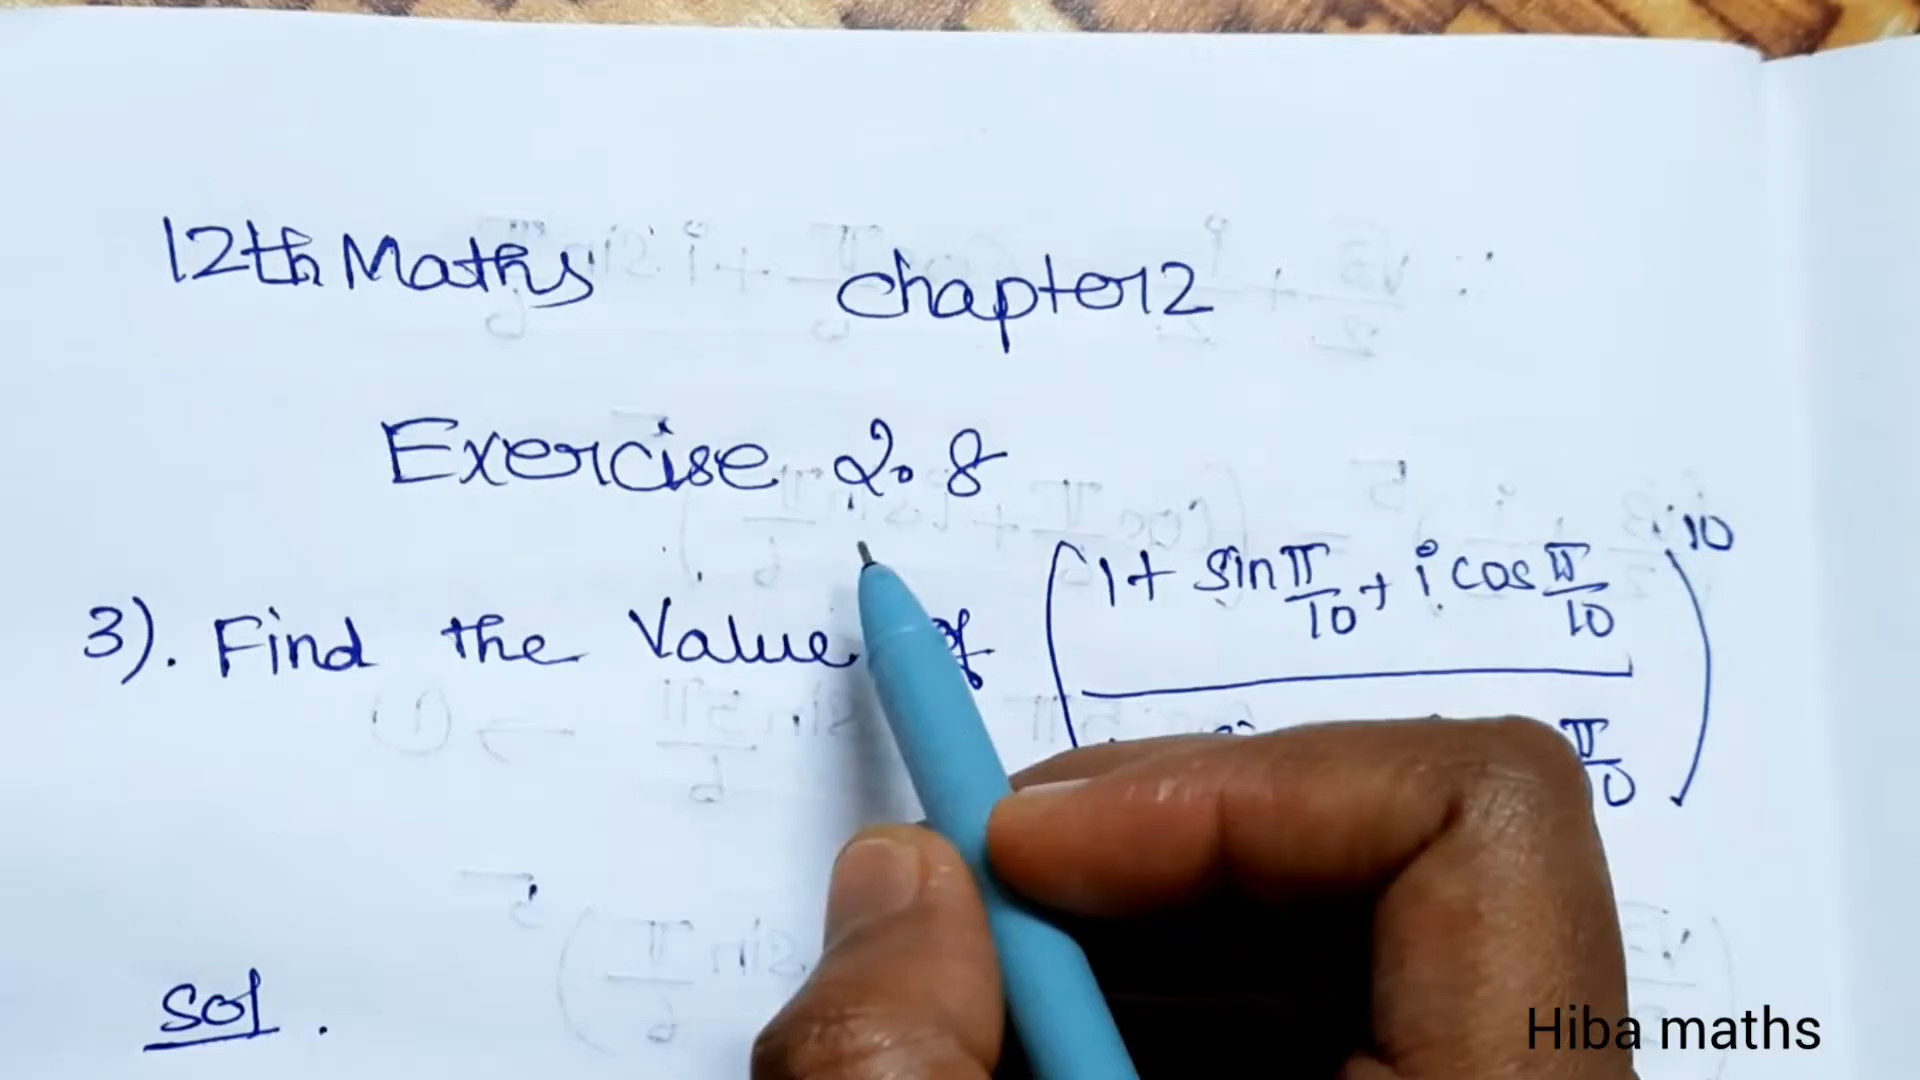 12th Maths chapter 2
Exercise 2.8
3). Find the Value of (1 + sin π/10 + i cos π/10 / π/10)^10
Sol.
Hiba maths